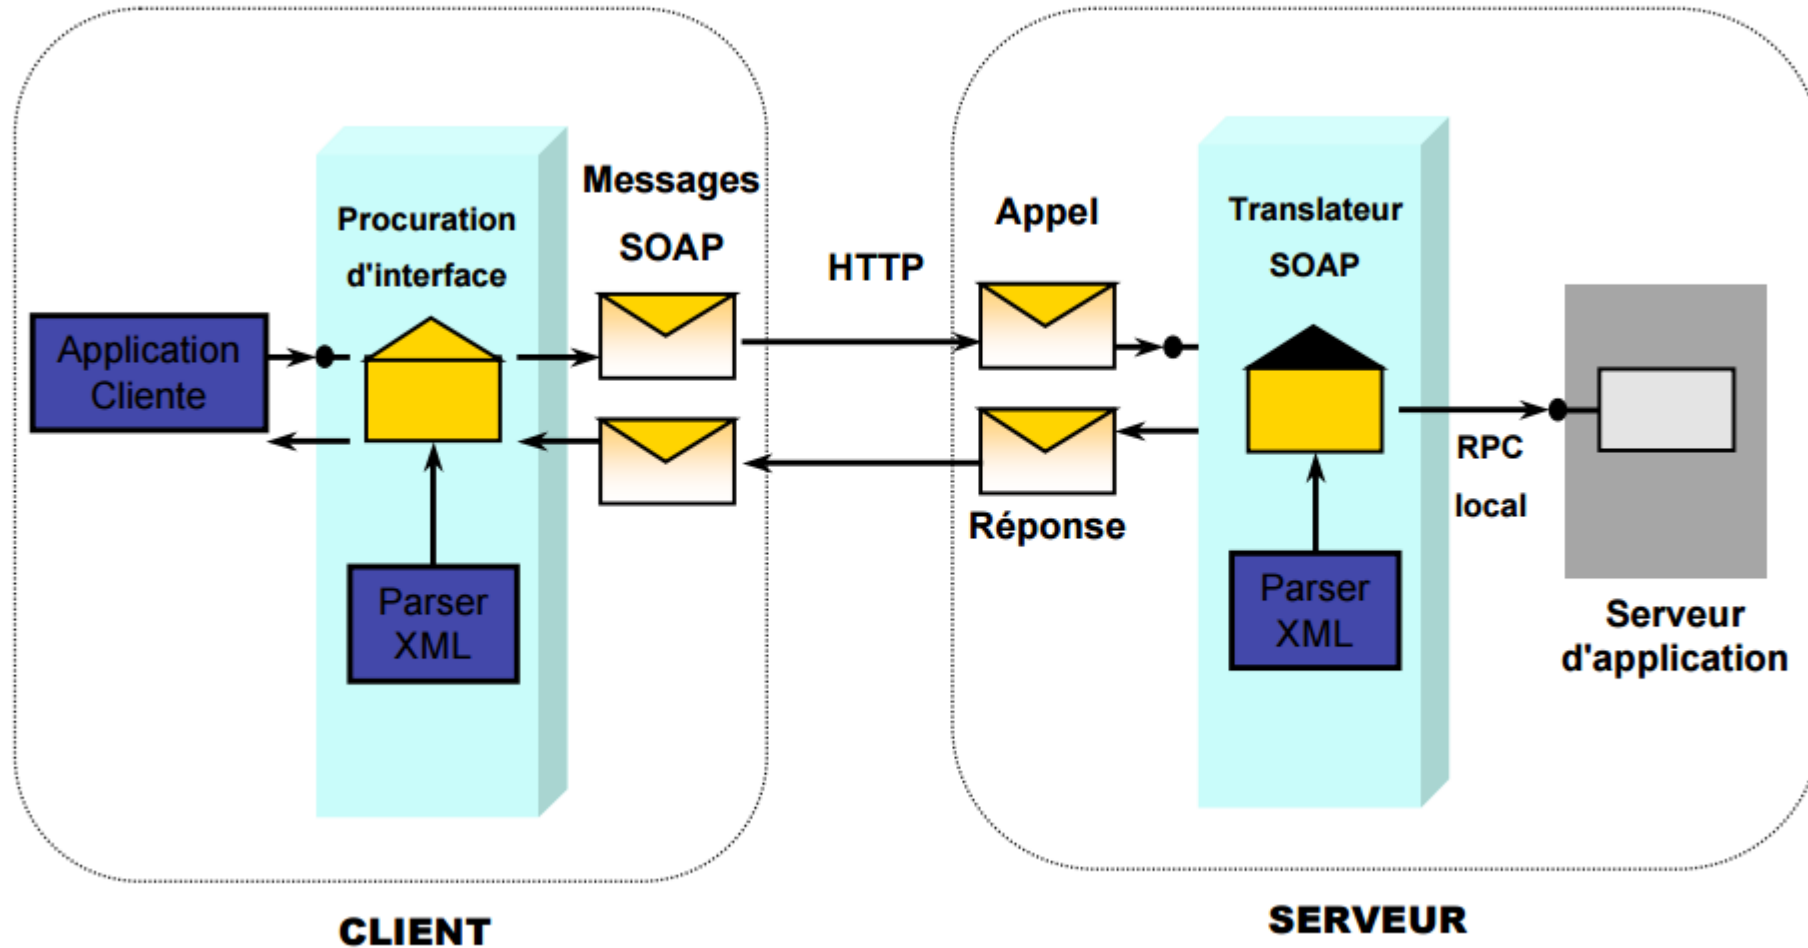 Messages
SOAP
Procuration
d'interface
Application
Cliente
Parser
XML
HTTP
Appel
Réponse
Translateur
SOAP
Parser
XML
RPC
local
Serveur
d'application
CLIENT
SERVEUR